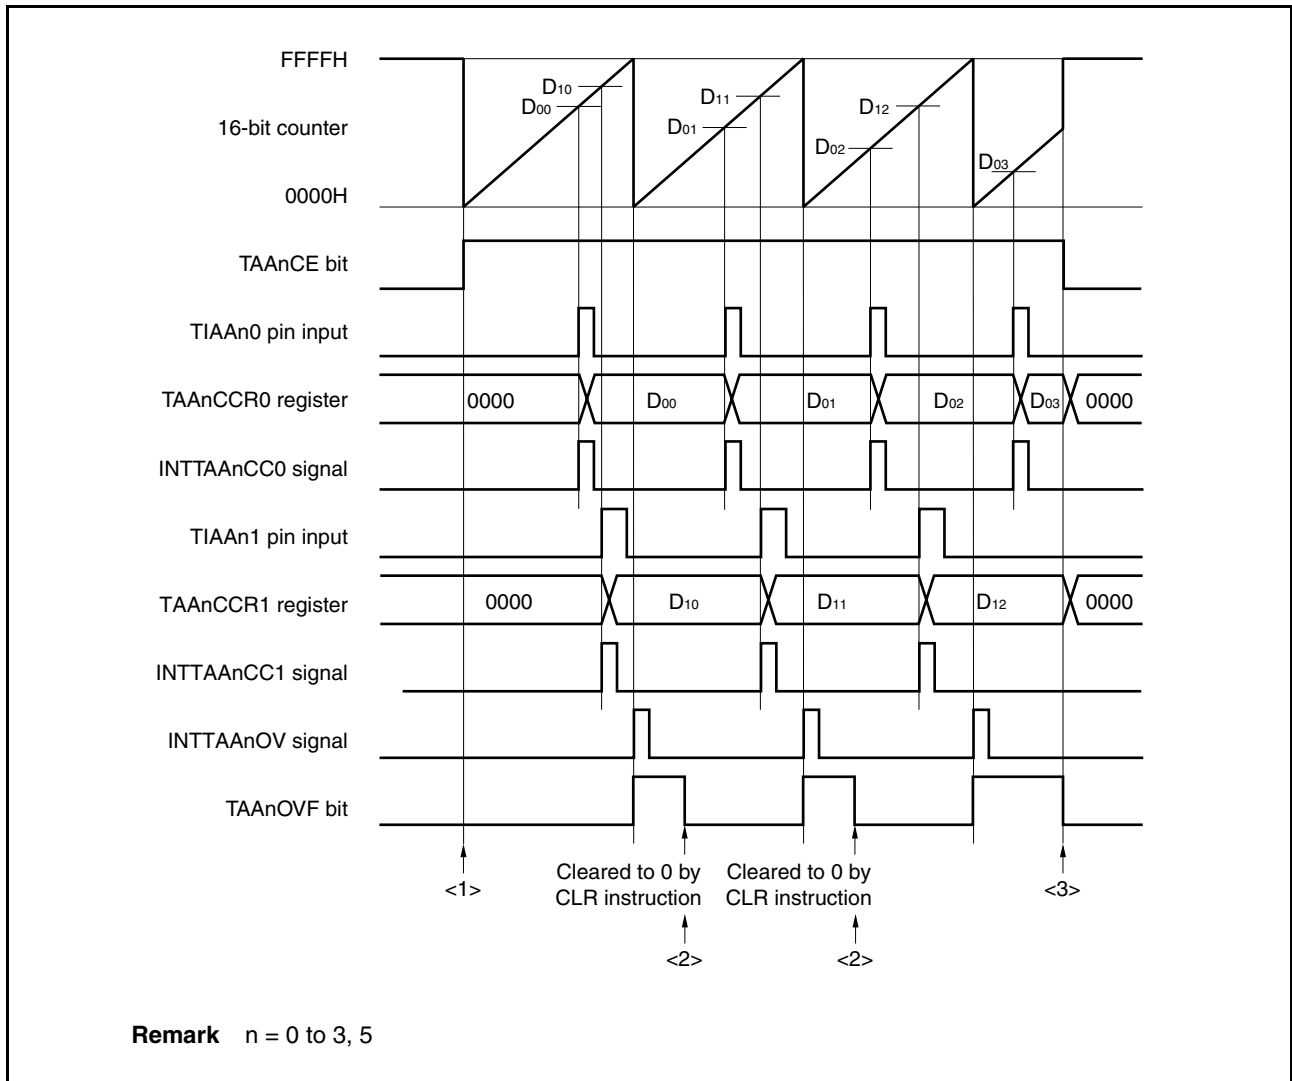 FFFFH
D10
D00
D11
D12
16-bit counter
D01
D02
D03
0000H
TAAnCE bit
TIAAn0 pin input
TAAnCCR0 register
0000 D00 D01 D02 D03 0000
INTTAAnCC0 signal
TIAAn1 pin input
TAAnCCR1 register
0000 D10 D11 D12 0000
INTTAAnCC1 signal
INTTAAnOV signal
TAAnOVF bit
<1>
Cleared to 0 by
CLR instruction
<2>
Cleared to 0 by
CLR instruction
<2>
<3>
Remark n = 0 to 3, 5